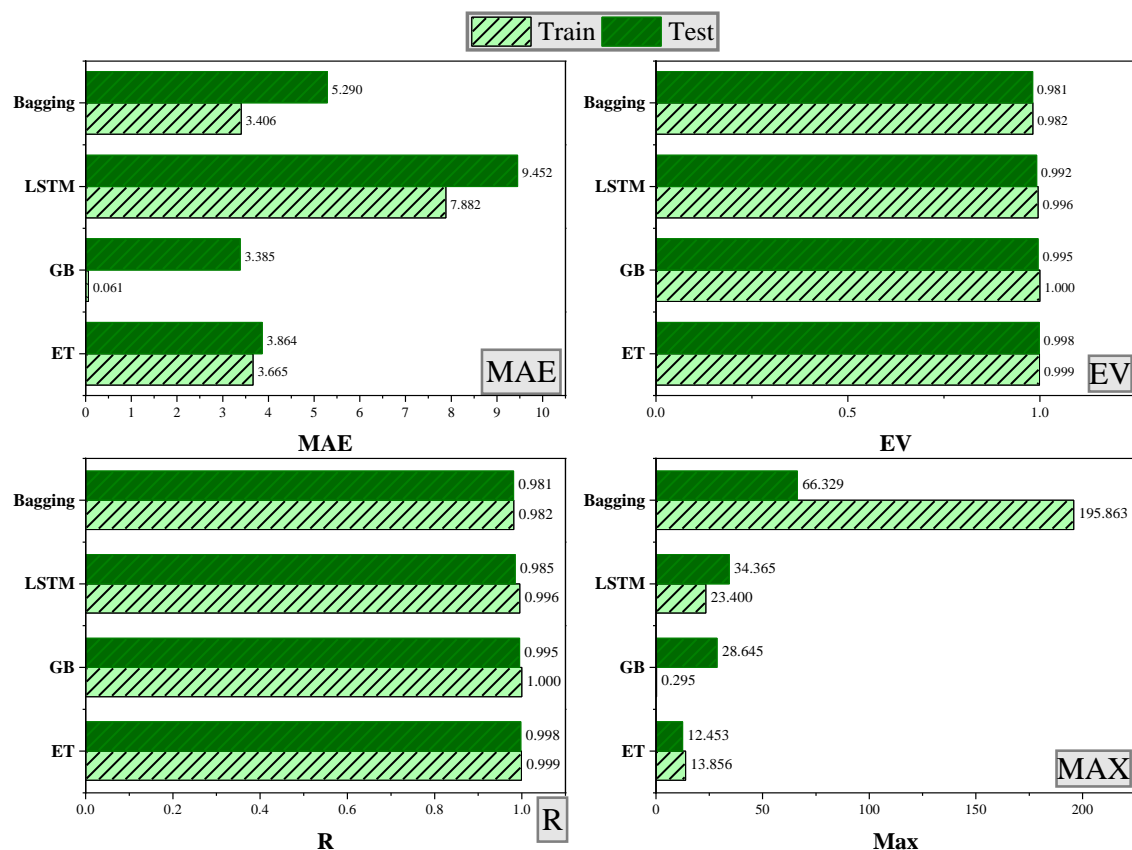 Train Test
Bagging
5.290
3.406
LSTM
9.452
7.882
GB
3.385
0.061
ET
3.864
3.665
MAE
0 1 2 3 4 5 6 7 8 9 10
MAE
Bagging
0.981
0.982
LSTM
0.992
0.996
GB
0.995
1.000
ET
0.998
0.999
EV
0.0 0.5 1.0
EV
Bagging
0.981
0.982
LSTM
0.985
0.996
GB
0.995
1.000
ET
0.998
0.999
0.0 0.2 0.4 0.6 0.8 1.0
R
R
Bagging
66.329
195.863
LSTM
34.365
23.400
GB
28.645
0.295
ET
12.453
13.856
MAX
0 50 100 150 200
Max